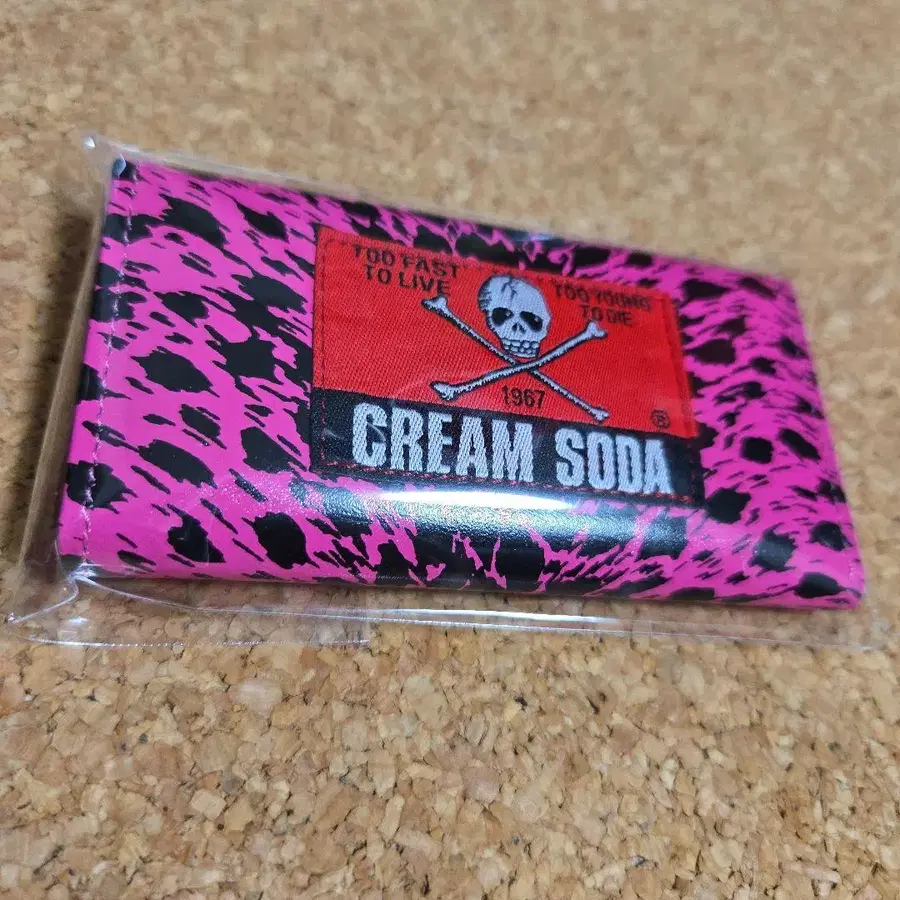 TOO FAST
TO LIVE
TOO YOUNG
TO DIE
1967
®
CREAM SODA